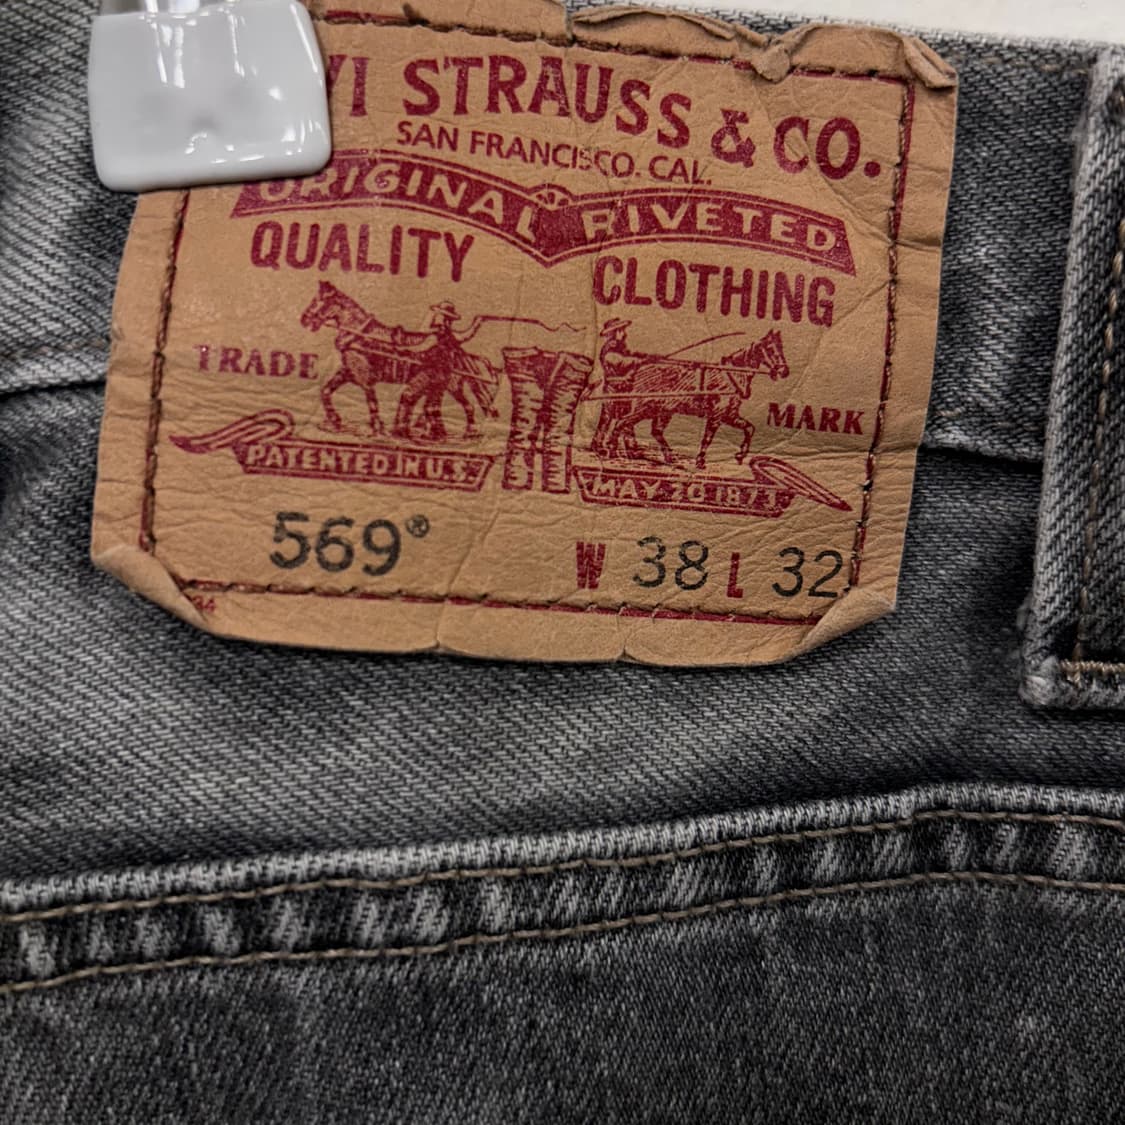 VI STRAUSS & CO.
SAN FRANCISCO. CAL.
ORIGINAL RIVETED
QUALITY CLOTHING
TRADE MARK
PATENTED IN U.S. MAY 20 1873
569® W 38 L 32